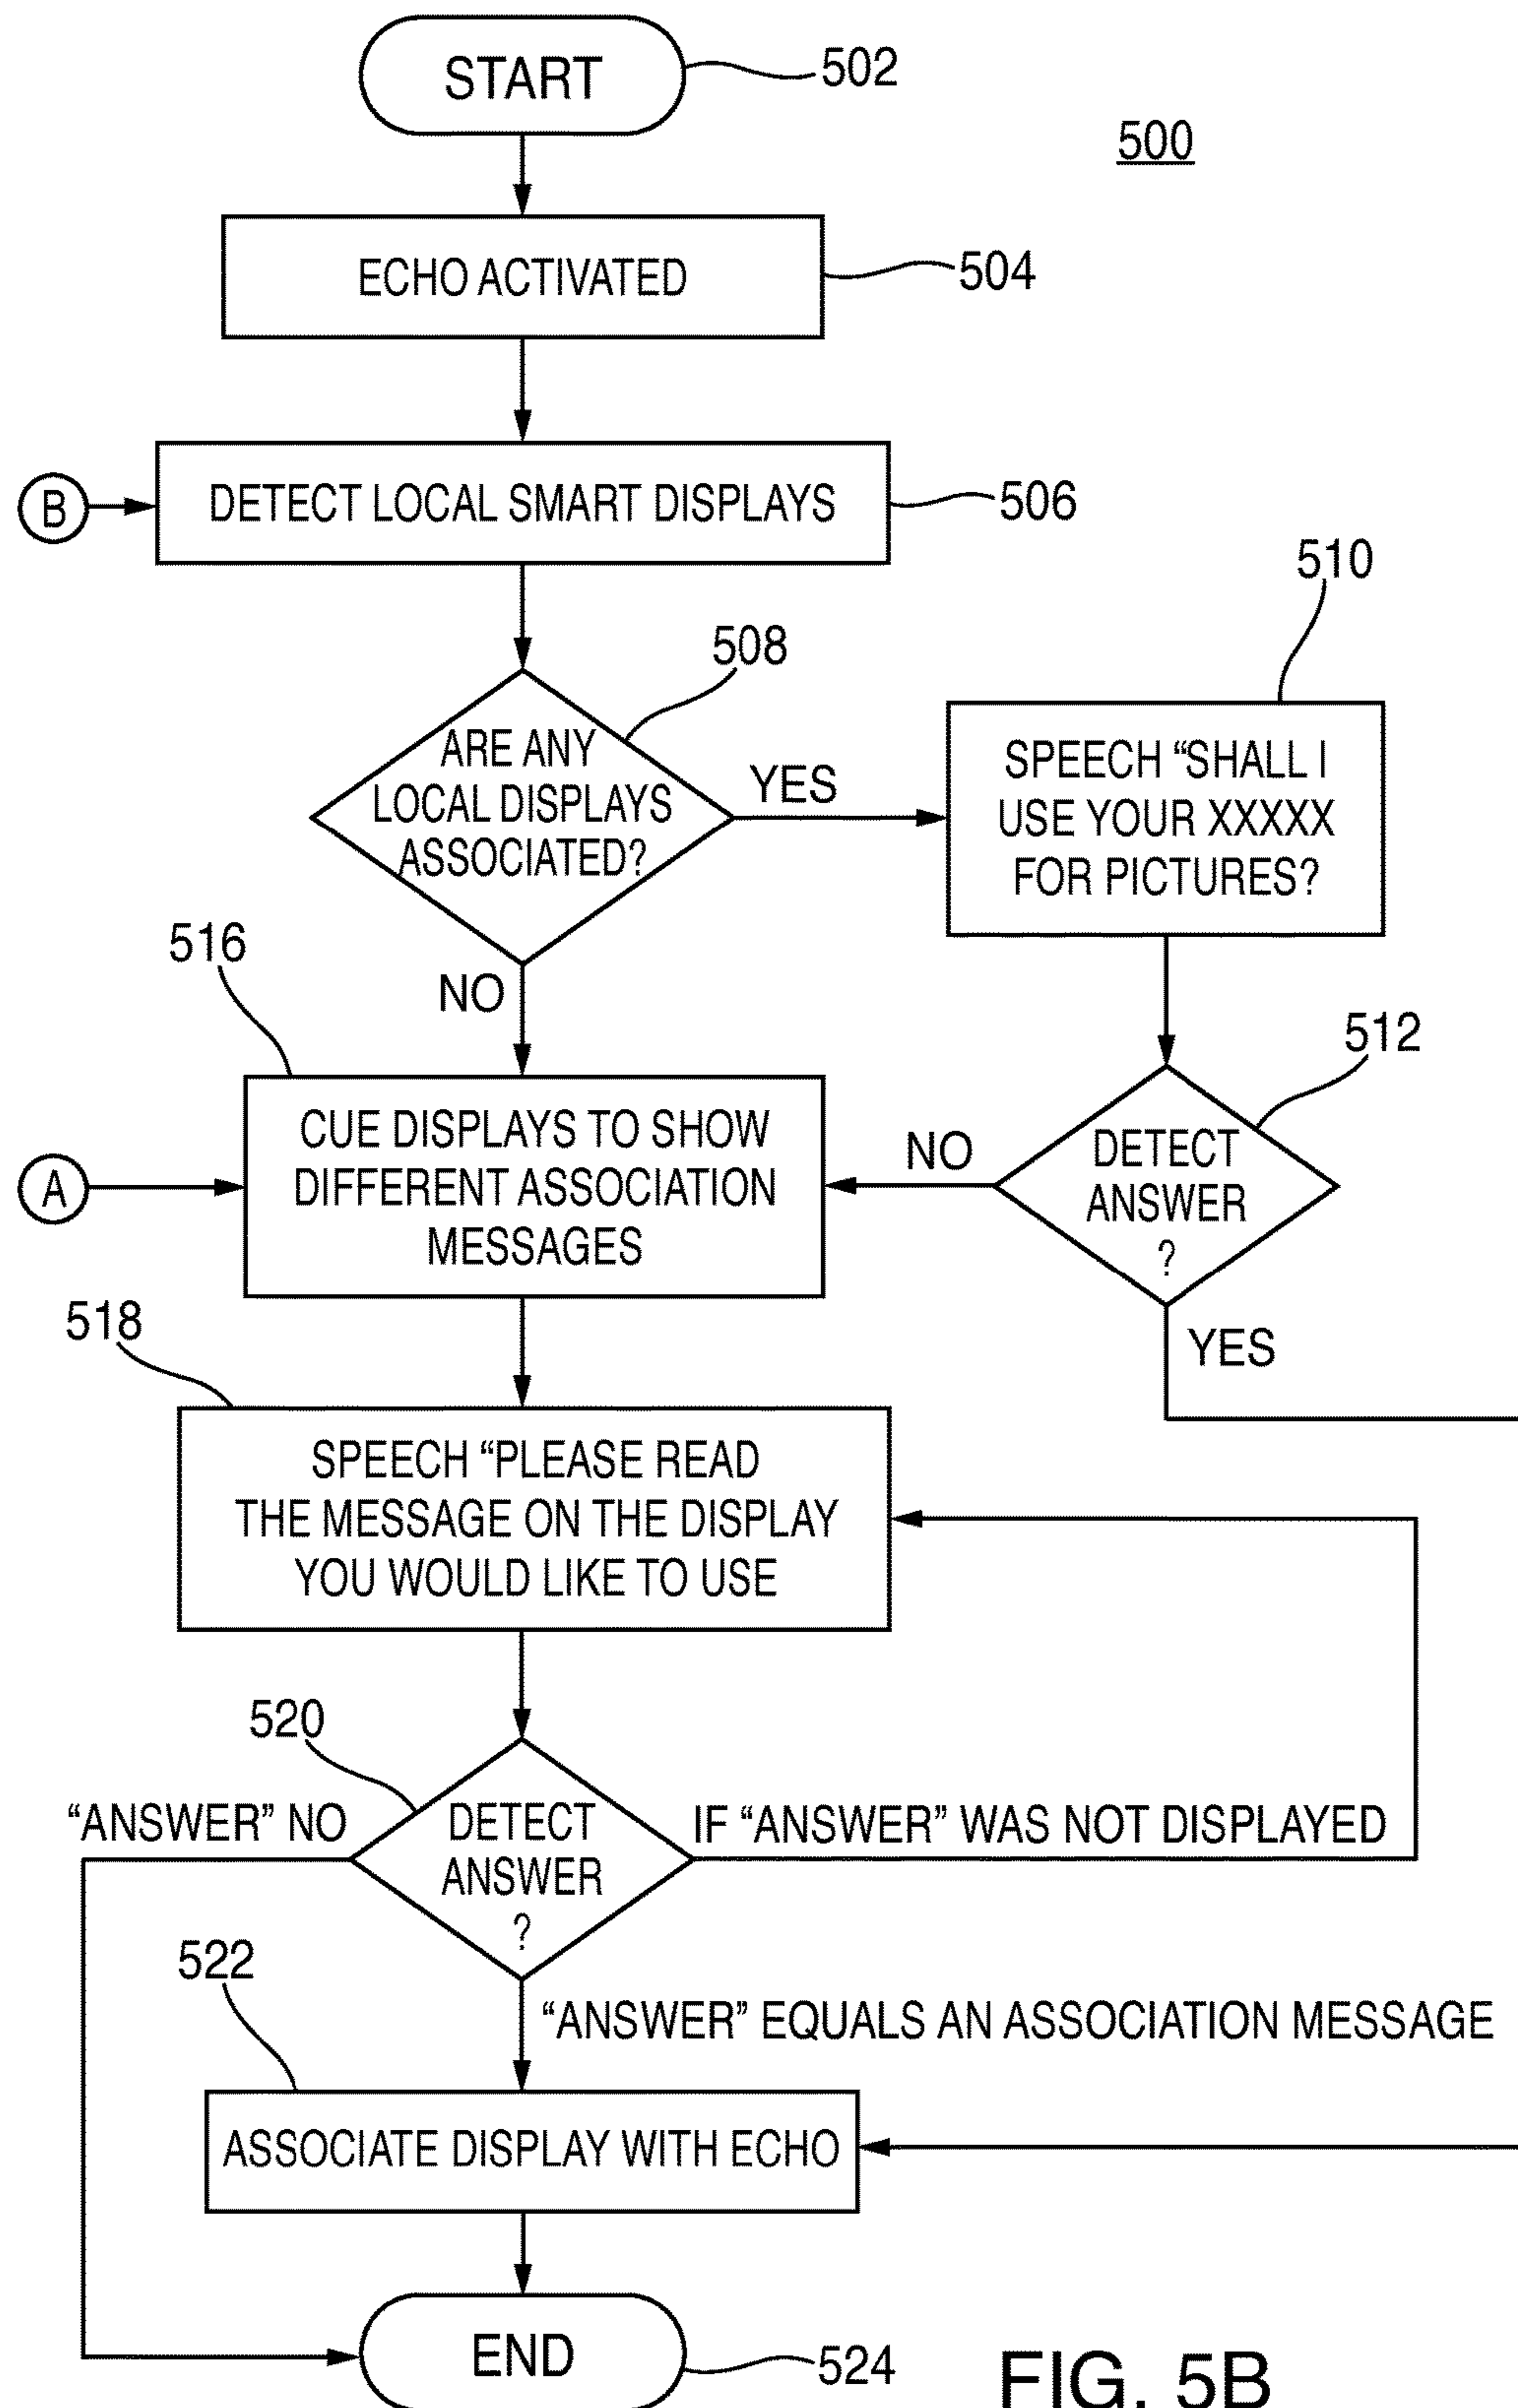 START
502
500
ECHO ACTIVATED
504
B
DETECT LOCAL SMART DISPLAYS
506
510
508
ARE ANY
LOCAL DISPLAYS
ASSOCIATED?
YES
SPEECH “SHALL I
USE YOUR XXXXX
FOR PICTURES?
516
NO
512
CUE DISPLAYS TO SHOW
DIFFERENT ASSOCIATION
MESSAGES
A
NO
DETECT
ANSWER
?
YES
518
SPEECH “PLEASE READ
THE MESSAGE ON THE DISPLAY
YOU WOULD LIKE TO USE
520
“ANSWER” NO
DETECT
ANSWER
?
IF “ANSWER” WAS NOT DISPLAYED
522
“ANSWER” EQUALS AN ASSOCIATION MESSAGE
ASSOCIATE DISPLAY WITH ECHO
END
524
FIG. 5B